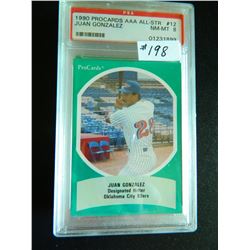 PSA
1990 PROCARDS AAA ALL-STR #12
JUAN GONZALEZ NM-MT 8
#198
ProCards
JUAN GONZALEZ
Designated Hitter
Oklahoma City 89ers